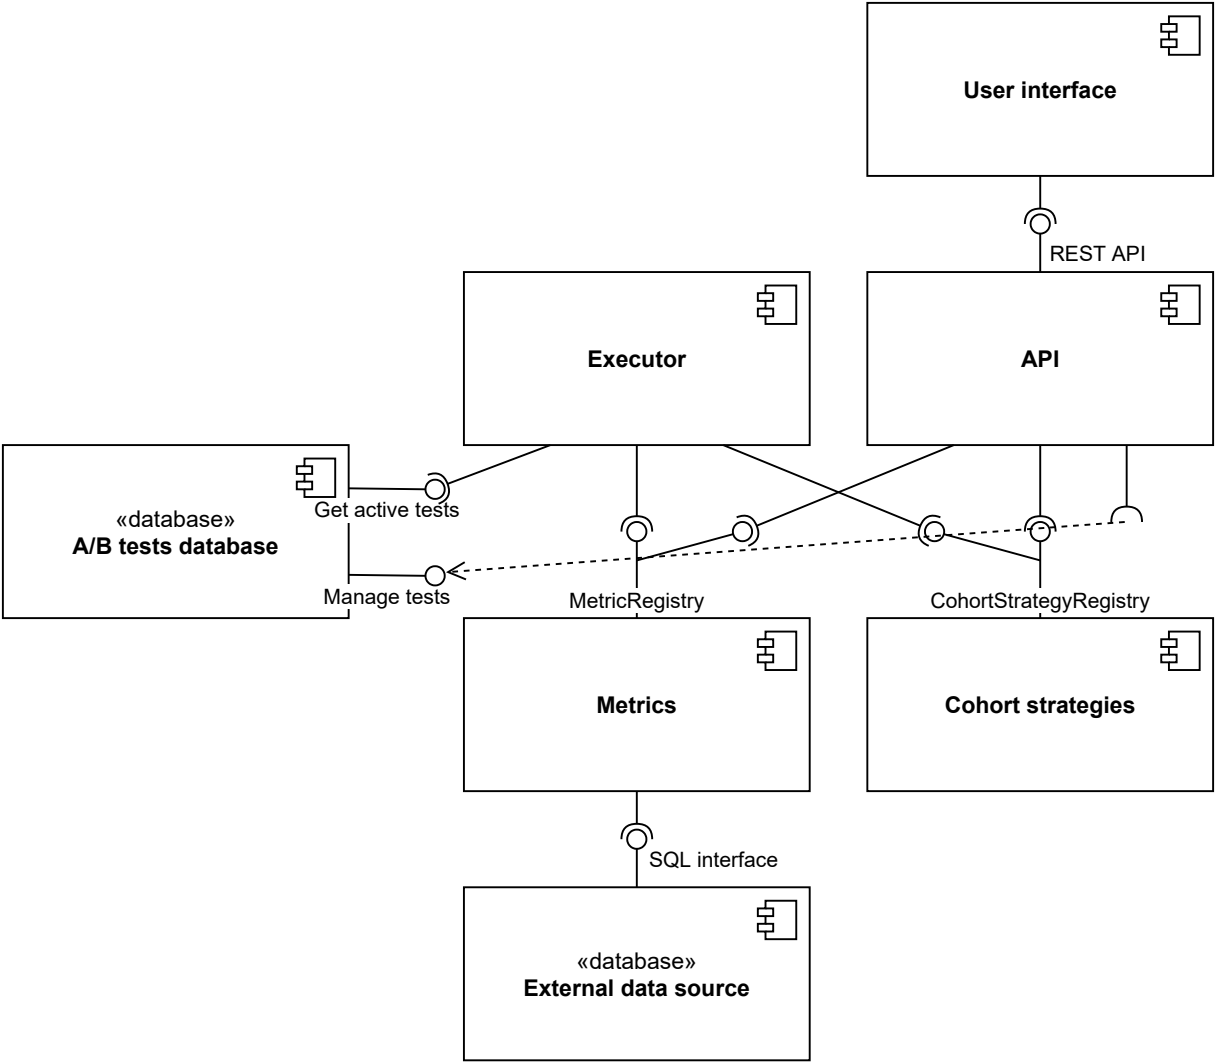 User interface
REST API
Executor
API
«database»
A/B tests database
Get active tests
Manage tests
MetricRegistry
CohortStrategyRegistry
Metrics
Cohort strategies
SQL interface
«database»
External data source